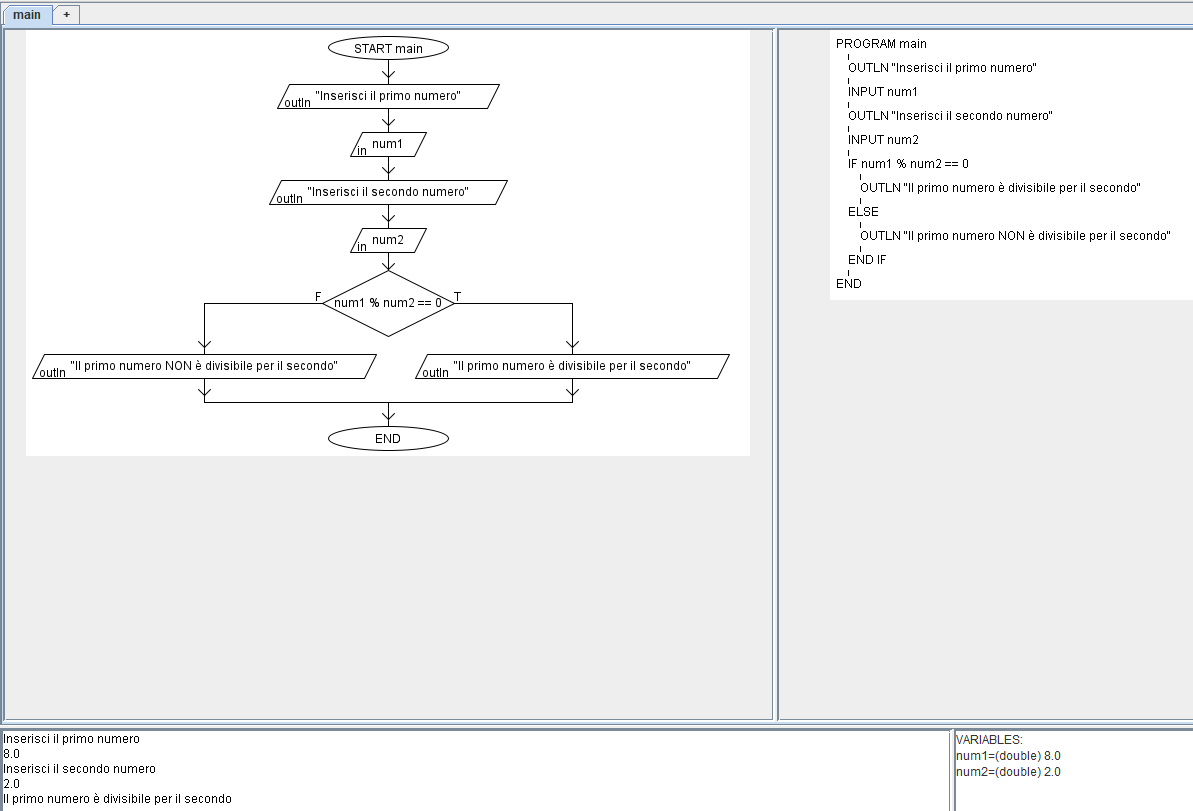 main +
START main
"Inserisci il primo numero"
outln
num1
in
"Inserisci il secondo numero"
outln
num2
in
F num1 % num2 == 0 T
"Il primo numero NON è divisibile per il secondo"
outln
"Il primo numero è divisibile per il secondo"
outln
END
PROGRAM main
OUTLN "Inserisci il primo numero"
INPUT num1
OUTLN "Inserisci il secondo numero"
INPUT num2
IF num1 % num2 == 0
OUTLN "Il primo numero è divisibile per il secondo"
ELSE
OUTLN "Il primo numero NON è divisibile per il secondo"
END IF
END
Inserisci il primo numero
8.0
Inserisci il secondo numero
2.0
Il primo numero è divisibile per il secondo
VARIABLES:
num1=(double) 8.0
num2=(double) 2.0